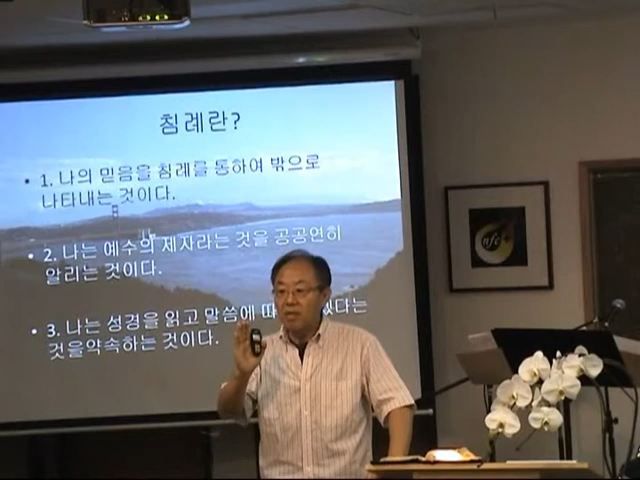 침례란?
• 1. 나의 믿음을 침례를 통하여 밖으로
나타내는 것이다.
• 2. 나는 예수의 제자라는 것을 공공연히
알리는 것이다.
• 3. 나는 성경을 읽고 말씀에 따
것을약속하는 것이다.
nfc